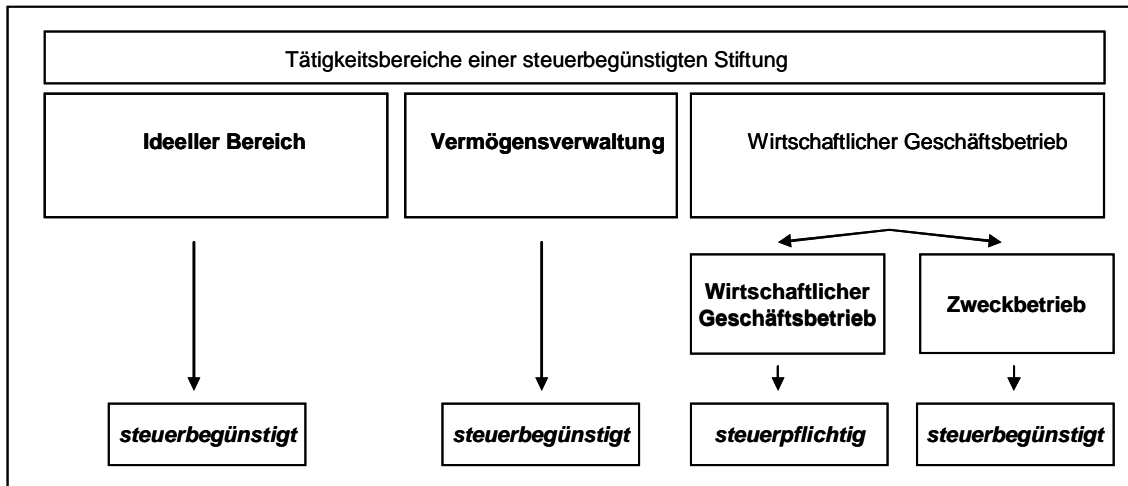 Tätigkeitsbereiche einer steuerbegünstigten Stiftung
Ideeller Bereich
Vermögensverwaltung
Wirtschaftlicher Geschäftsbetrieb
Wirtschaftlicher
Geschäftsbetrieb
Zweckbetrieb
steuerbegünstigt
steuerbegünstigt
steuerpflichtig
steuerbegünstigt